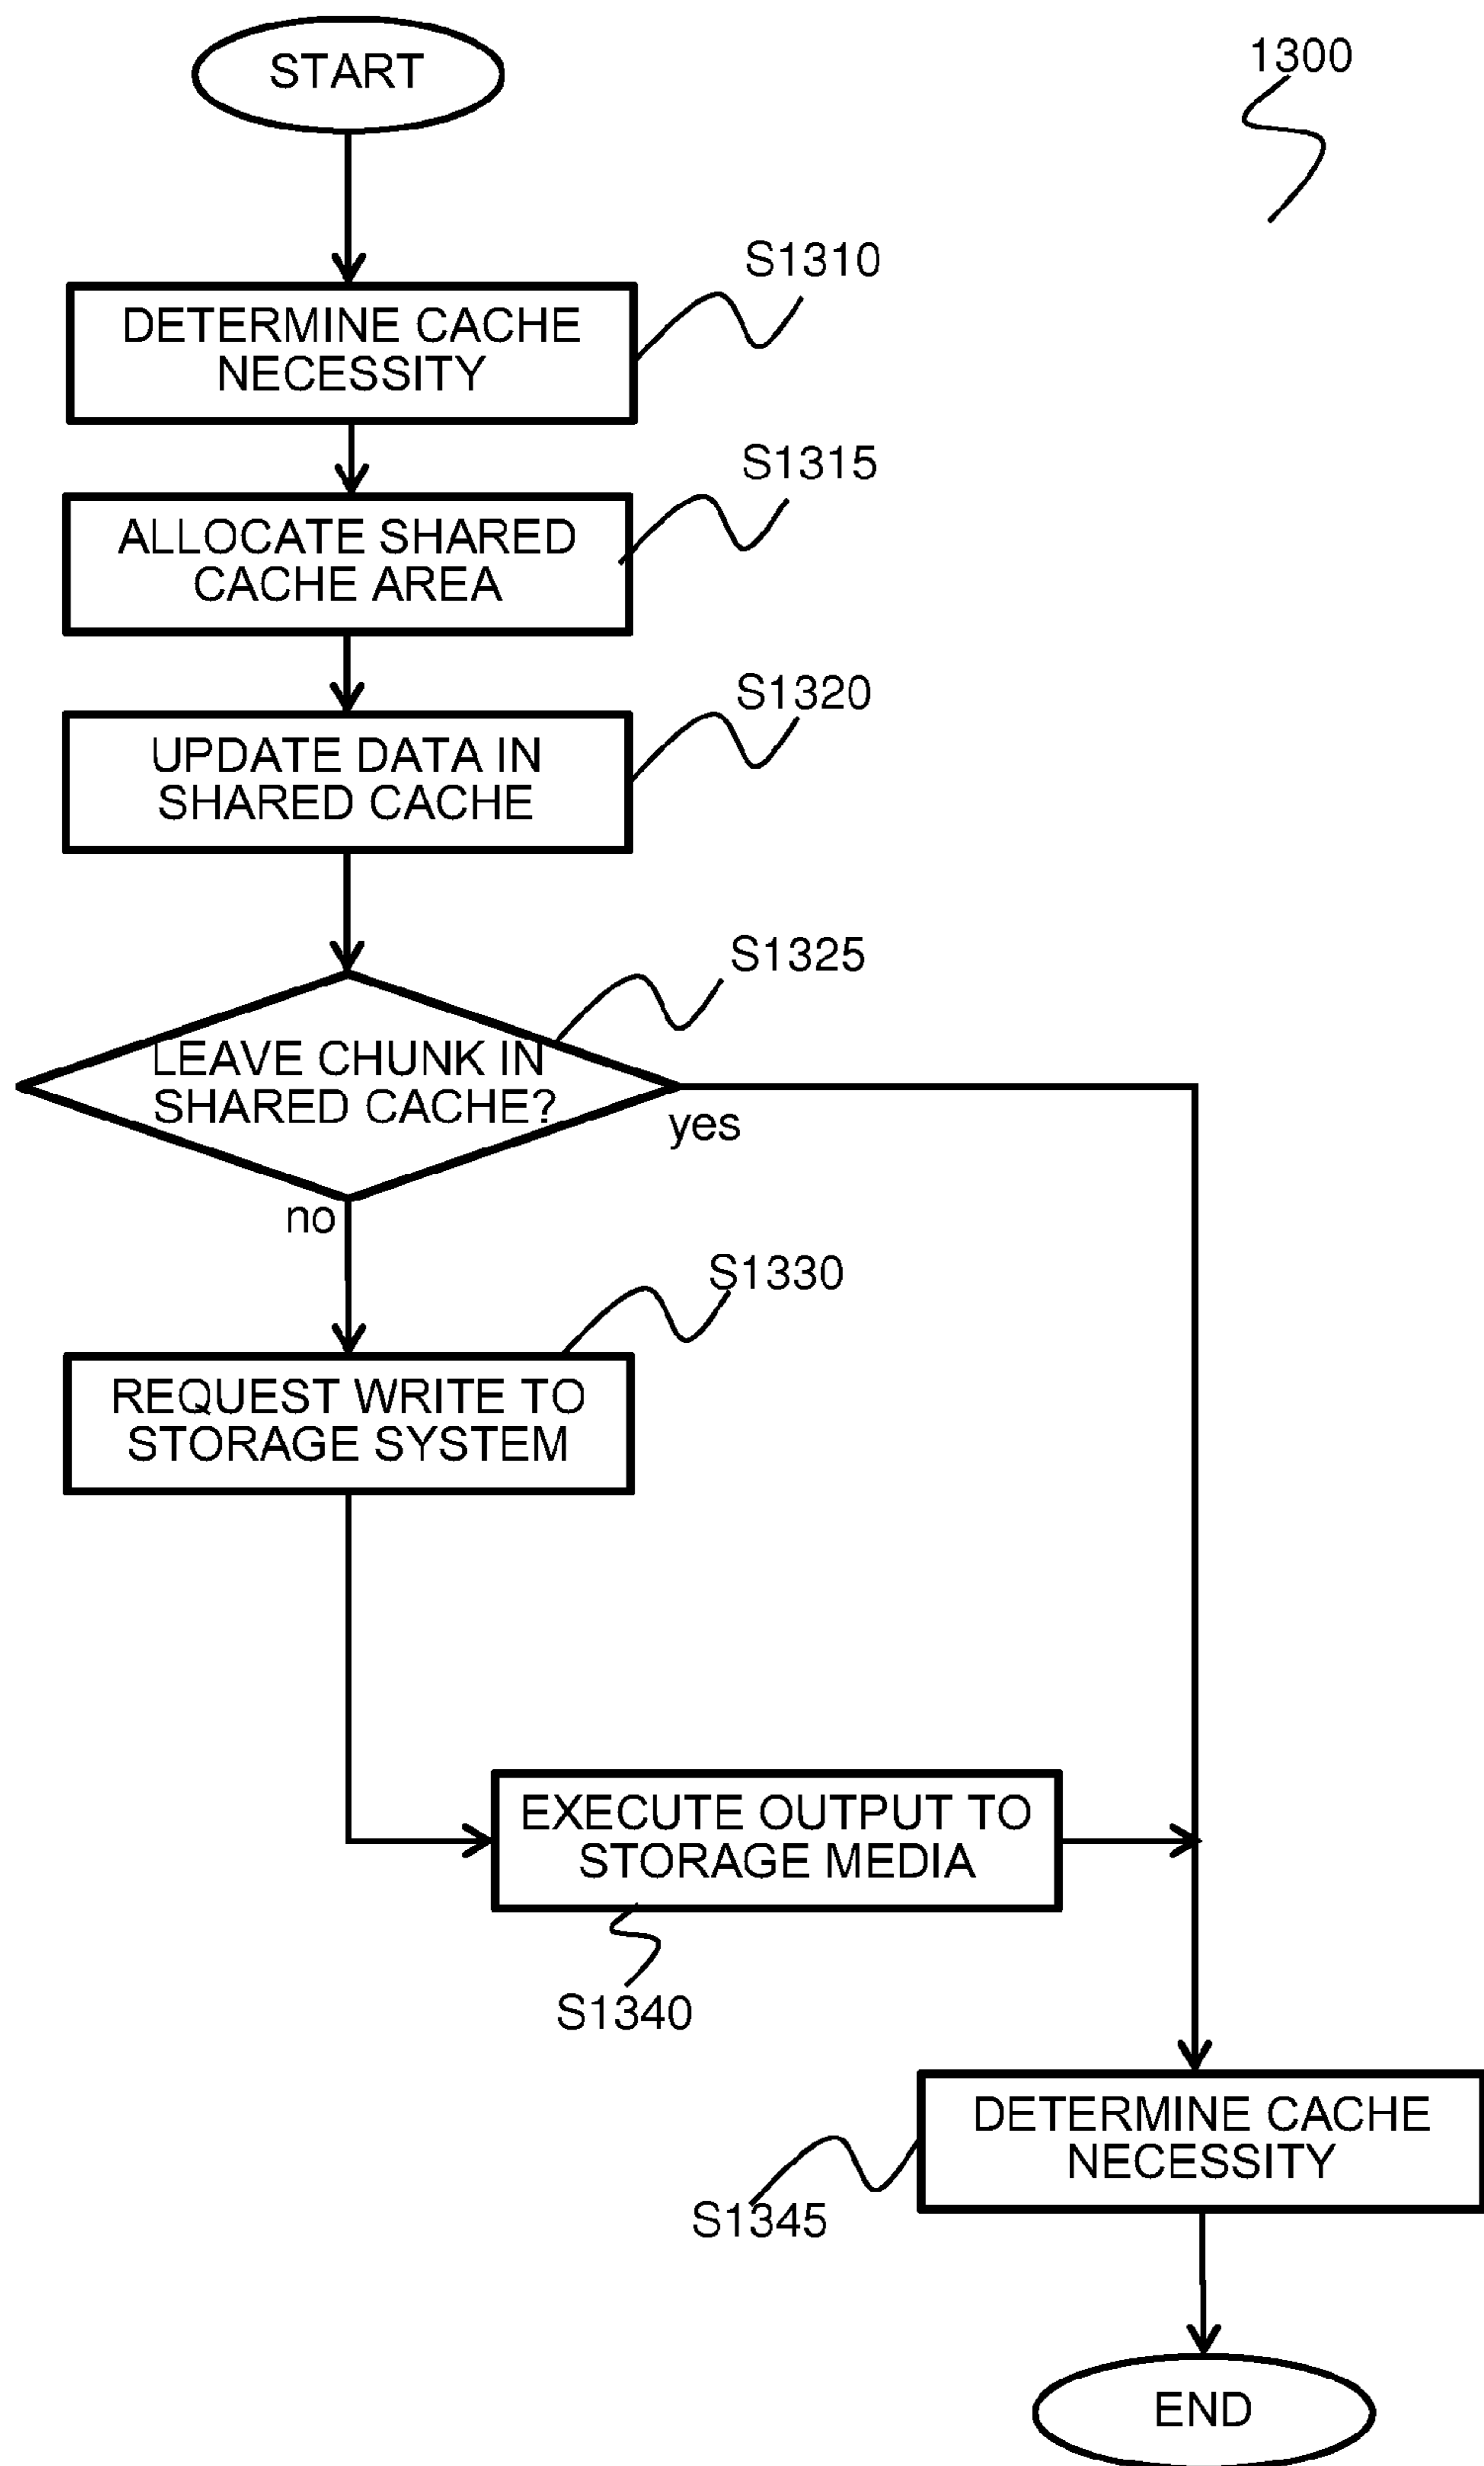 START
1300
S1310
DETERMINE CACHE
NECESSITY
S1315
ALLOCATE SHARED
CACHE AREA
S1320
UPDATE DATA IN
SHARED CACHE
S1325
LEAVE CHUNK IN
SHARED CACHE?
yes
no
S1330
REQUEST WRITE TO
STORAGE SYSTEM
EXECUTE OUTPUT TO
STORAGE MEDIA
S1340
DETERMINE CACHE
NECESSITY
S1345
END